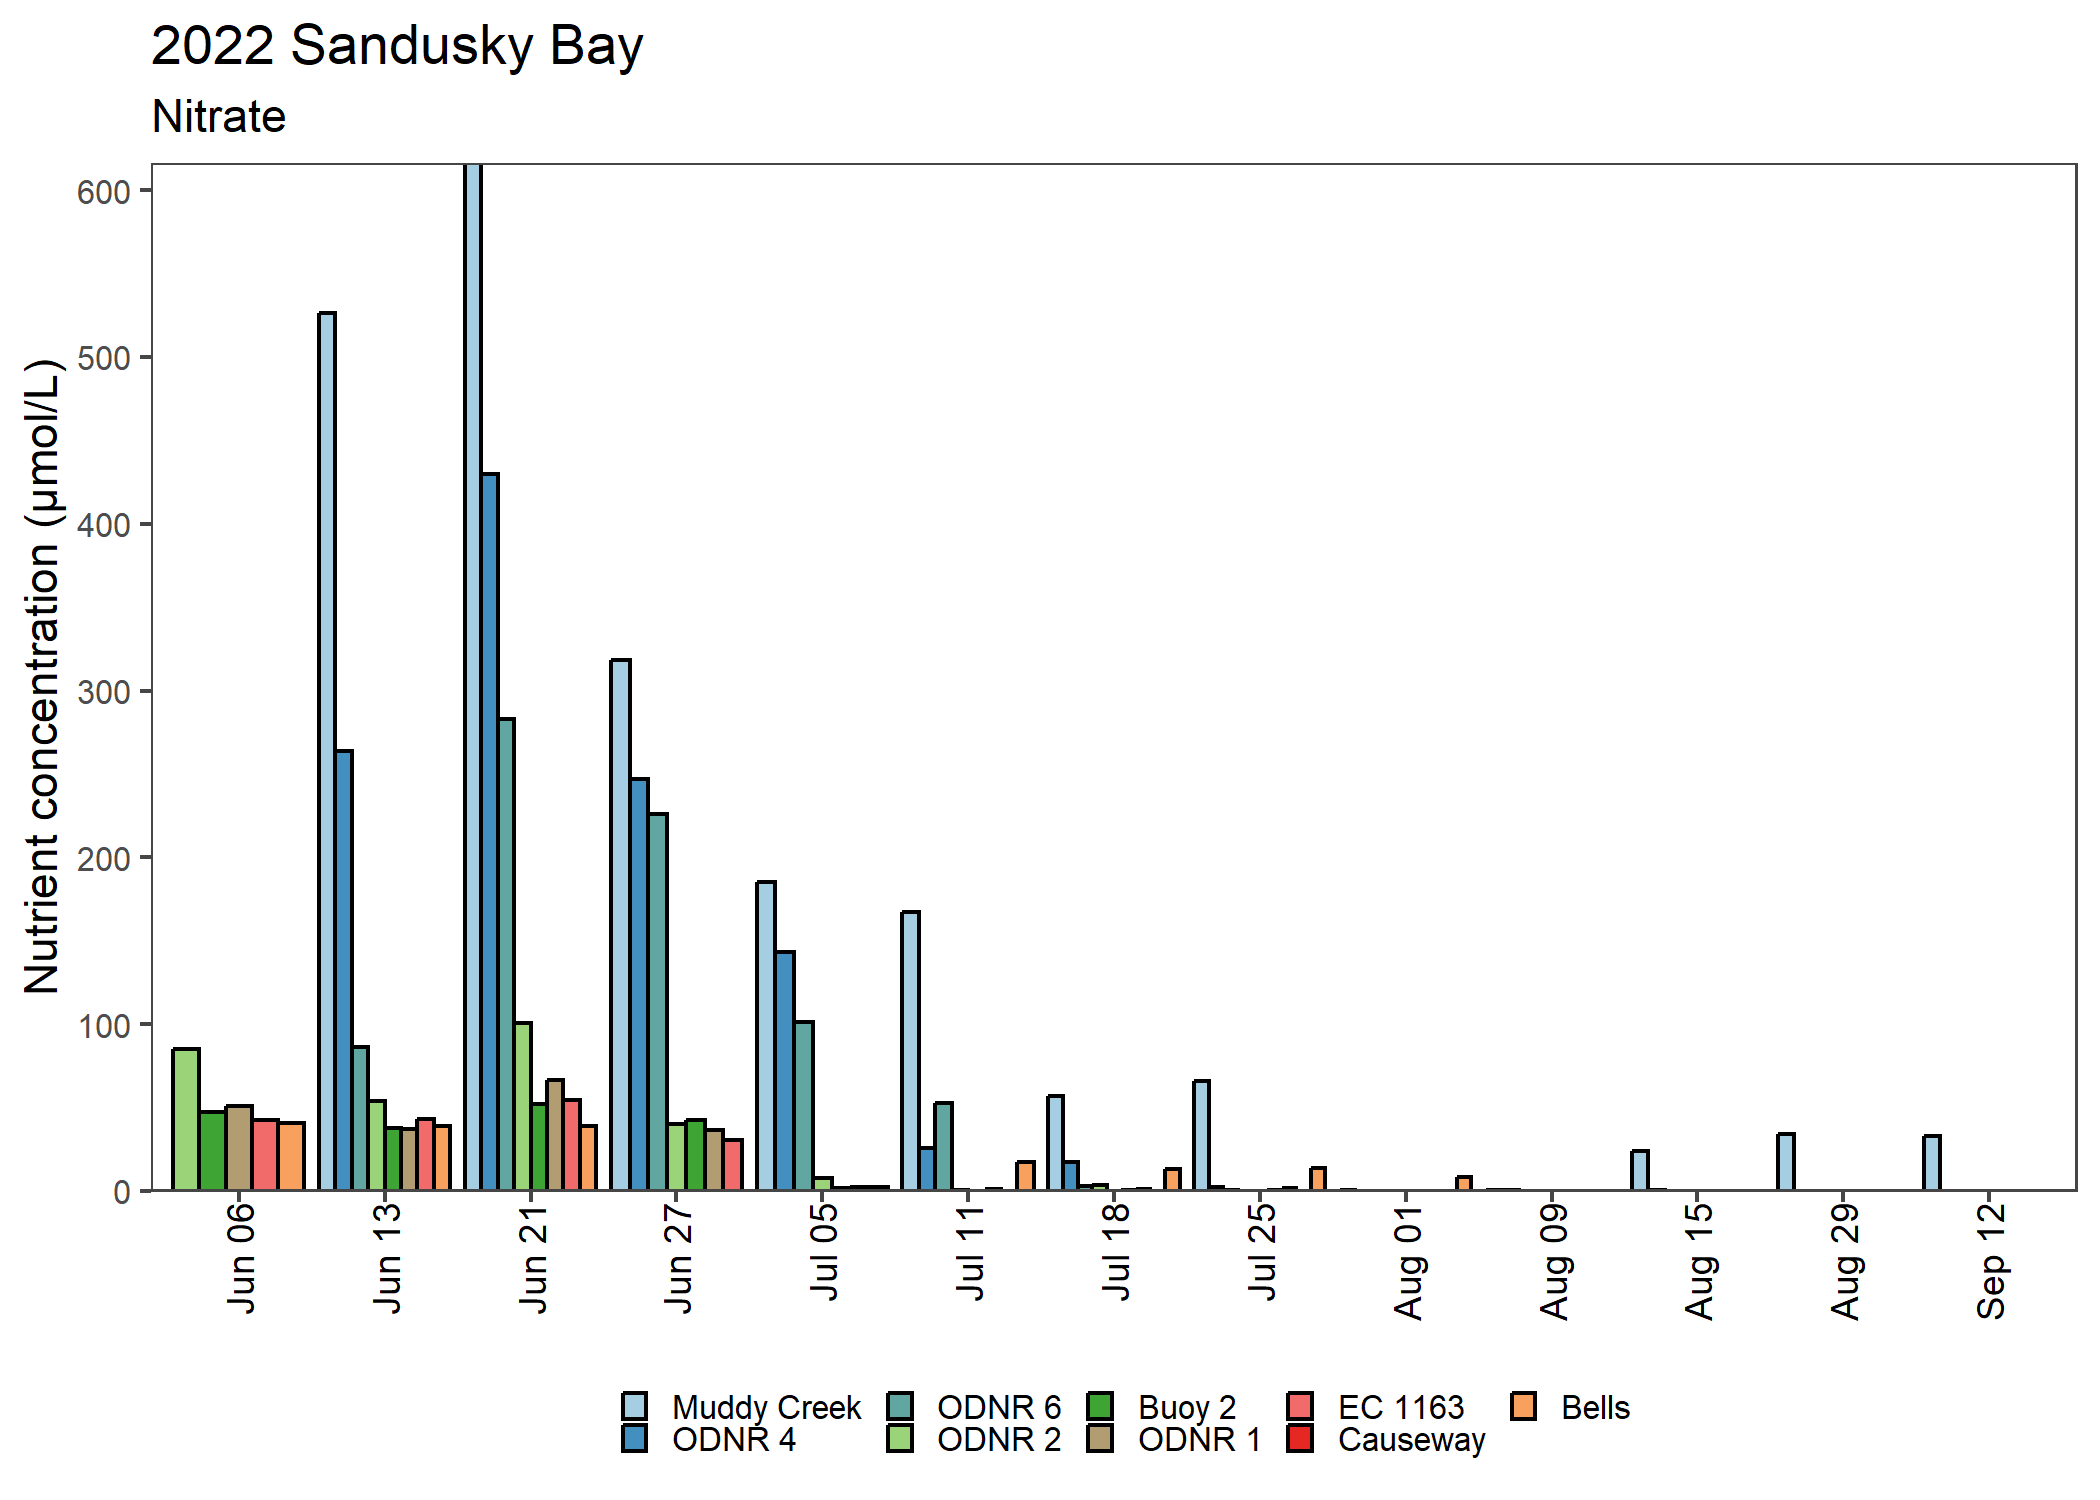 2022 Sandusky Bay
Nitrate
Nutrient concentration (µmol/L)
600
500
400
300
200
100
0
Jun 06
Jun 13
Jun 21
Jun 27
Jul 05
Jul 11
Jul 18
Jul 25
Aug 01
Aug 09
Aug 15
Aug 29
Sep 12
Muddy Creek ODNR 6 Buoy 2 EC 1163 Bells
ODNR 4 ODNR 2 ODNR 1 Causeway